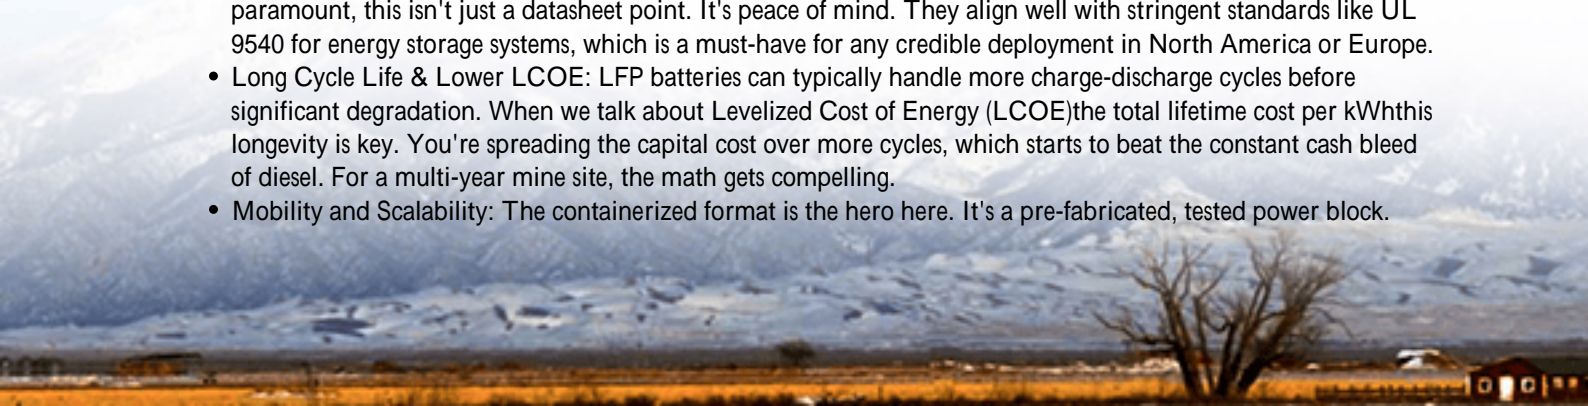 paramount, this isn't just a datasheet point. It's peace of mind. They align well with stringent standards like UL
9540 for energy storage systems, which is a must-have for any credible deployment in North America or Europe.
• Long Cycle Life & Lower LCOE: LFP batteries can typically handle more charge-discharge cycles before
significant degradation. When we talk about Levelized Cost of Energy (LCOE)the total lifetime cost per kWhthis
longevity is key. You're spreading the capital cost over more cycles, which starts to beat the constant cash bleed
of diesel. For a multi-year mine site, the math gets compelling.
• Mobility and Scalability: The containerized format is the hero here. It's a pre-fabricated, tested power block.